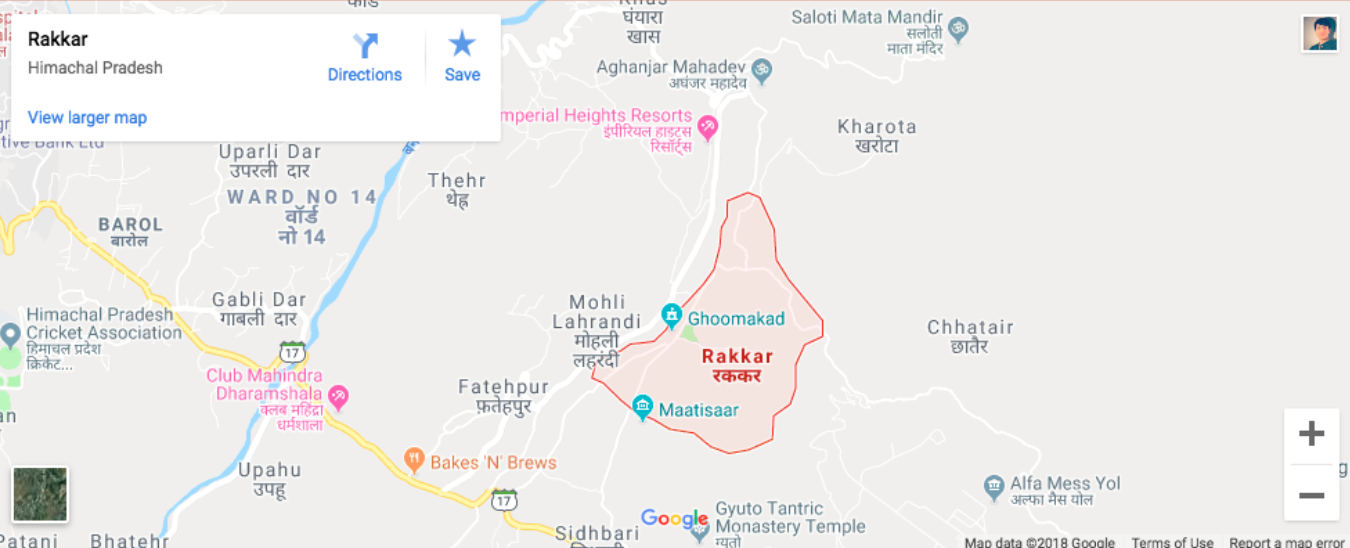 Rakkar
Himachal Pradesh
Directions
Save
View larger map
घंयारा
खास
Saloti Mata Mandir
सलोती
माता मंदिर
Aghanjar Mahadev
अघंजर महादेव
mperial Heights Resorts
इंपीरियल हाइट्स
रिसॉर्ट्स
Kharota
खरोटा
tive Bank Ltd
Uparli Dar
उपरली दार
Thehr
थेह्र
WARD NO 14
वॉर्ड
नो 14
BAROL
बारोल
Gabli Dar
गाबली दार
Himachal Pradesh
Cricket Association
हिमाचल प्रदेश
क्रिकेट...
17
Mohli
Lahrandi
मोहली
लहरंदी
Ghoomakad
Rakkar
रककर
Chhatair
छातैर
Club Mahindra
Dharamshala
क्लब महिंद्रा
धर्मशाला
Fatehpur
फ़तेहपुर
Maatisaar
Bakes 'N' Brews
Upahu
उपहू
17
Alfa Mess Yol
अल्फा मैस योल
Gyuto Tantric
Monastery Temple
ग्युतो
Google
Sidhbari
Patani
Bhatehr
Map data ©2018 Google
Terms of Use
Report a map error